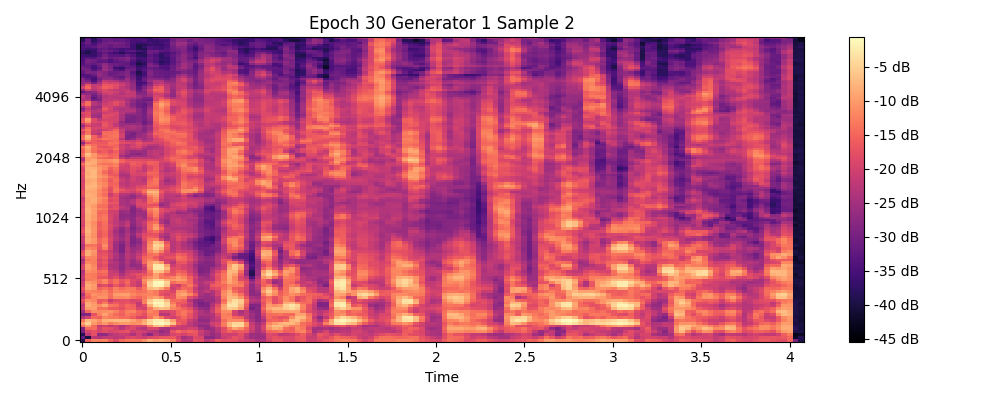 Epoch 30 Generator 1 Sample 2
Hz
4096
2048
1024
512
0
0
0.5
1
1.5
2
2.5
3
3.5
4
Time
-5 dB
-10 dB
-15 dB
-20 dB
-25 dB
-30 dB
-35 dB
-40 dB
-45 dB